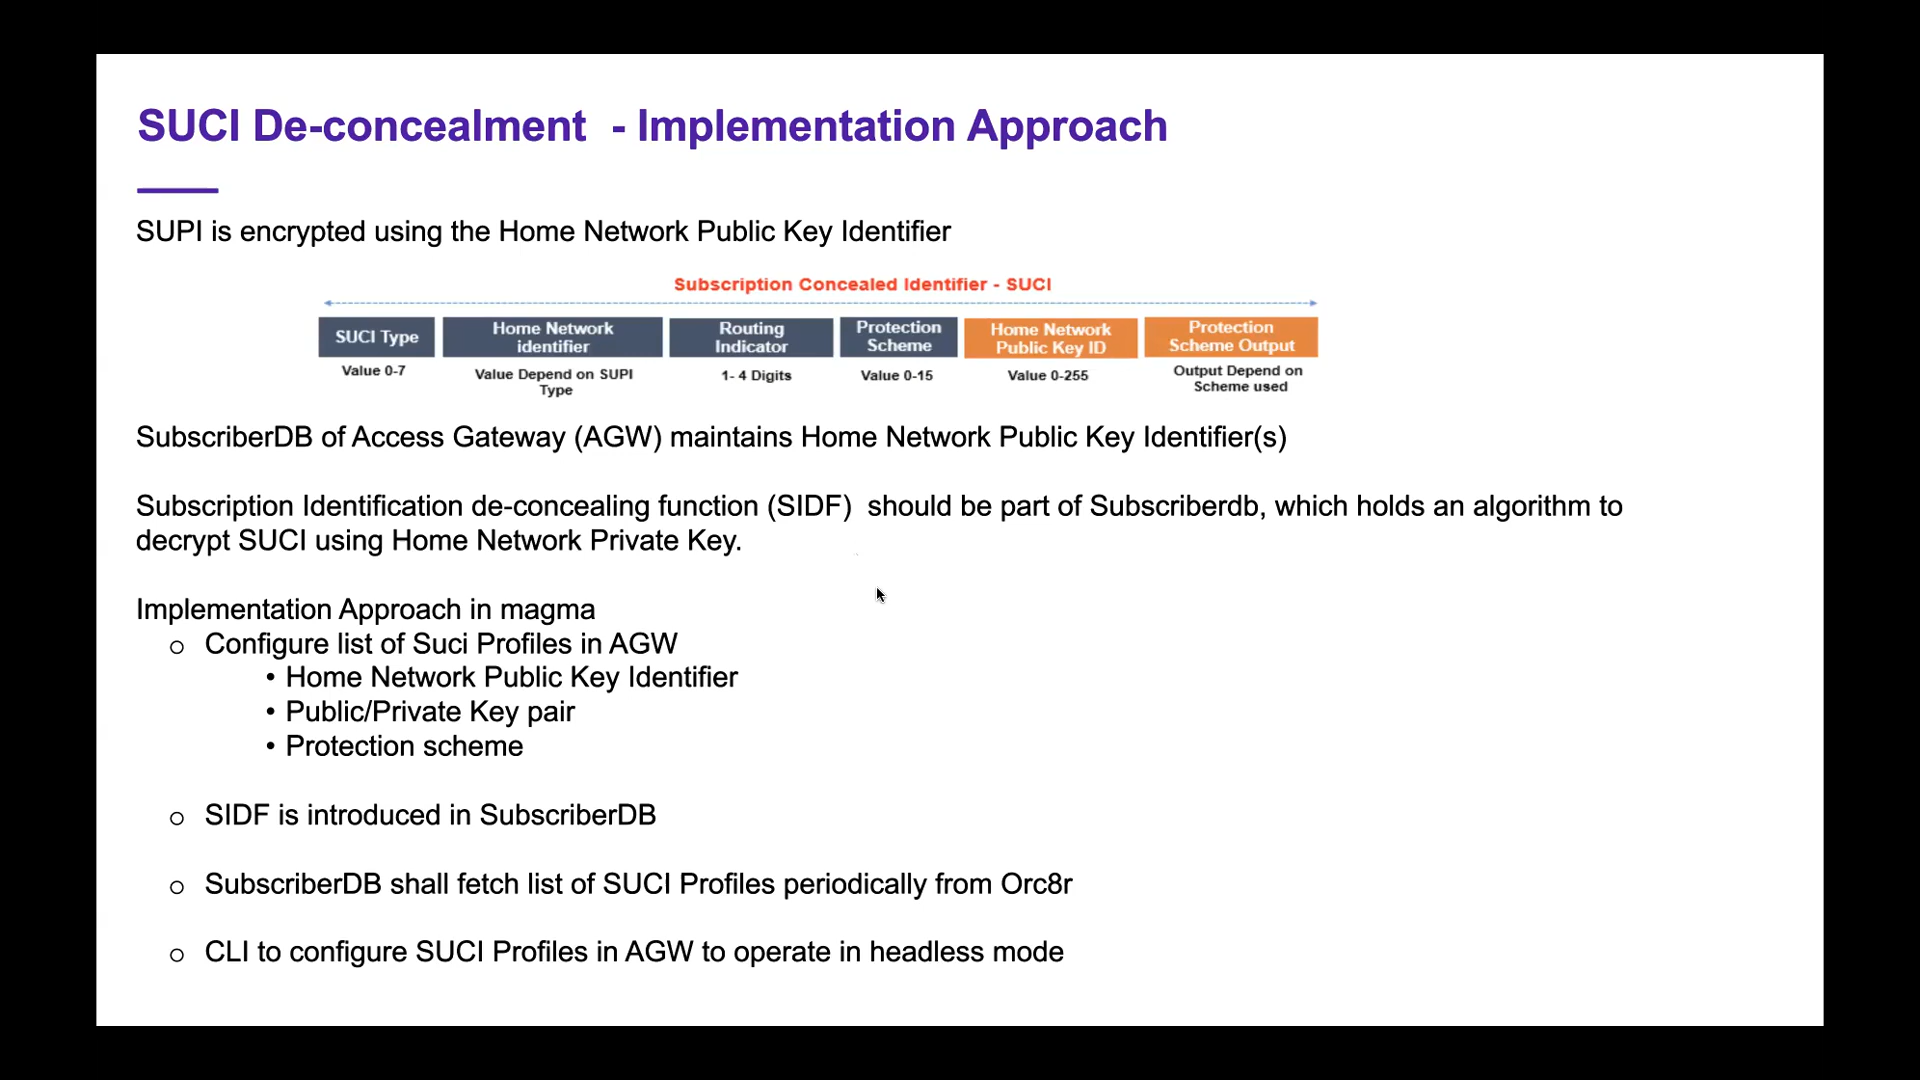 SUCI De-concealment  - Implementation Approach
SUPI is encrypted using the Home Network Public Key Identifier
Subscription Concealed Identifier - SUCI
SUCI Type
Value 0-7
Home Network
identifier
Value Depend on SUPI
Type
Routing
Indicator
1- 4 Digits
Protection
Scheme
Value 0-15
Home Network
Public Key ID
Value 0-255
Protection
Scheme Output
Output Depend on
Scheme used
SubscriberDB of Access Gateway (AGW) maintains Home Network Public Key Identifier(s)
Subscription Identification de-concealing function (SIDF)  should be part of Subscriberdb, which holds an algorithm to
decrypt SUCI using Home Network Private Key.
Implementation Approach in magma
o Configure list of Suci Profiles in AGW
• Home Network Public Key Identifier
• Public/Private Key pair
• Protection scheme
o SIDF is introduced in SubscriberDB
o SubscriberDB shall fetch list of SUCI Profiles periodically from Orc8r
o CLI to configure SUCI Profiles in AGW to operate in headless mode